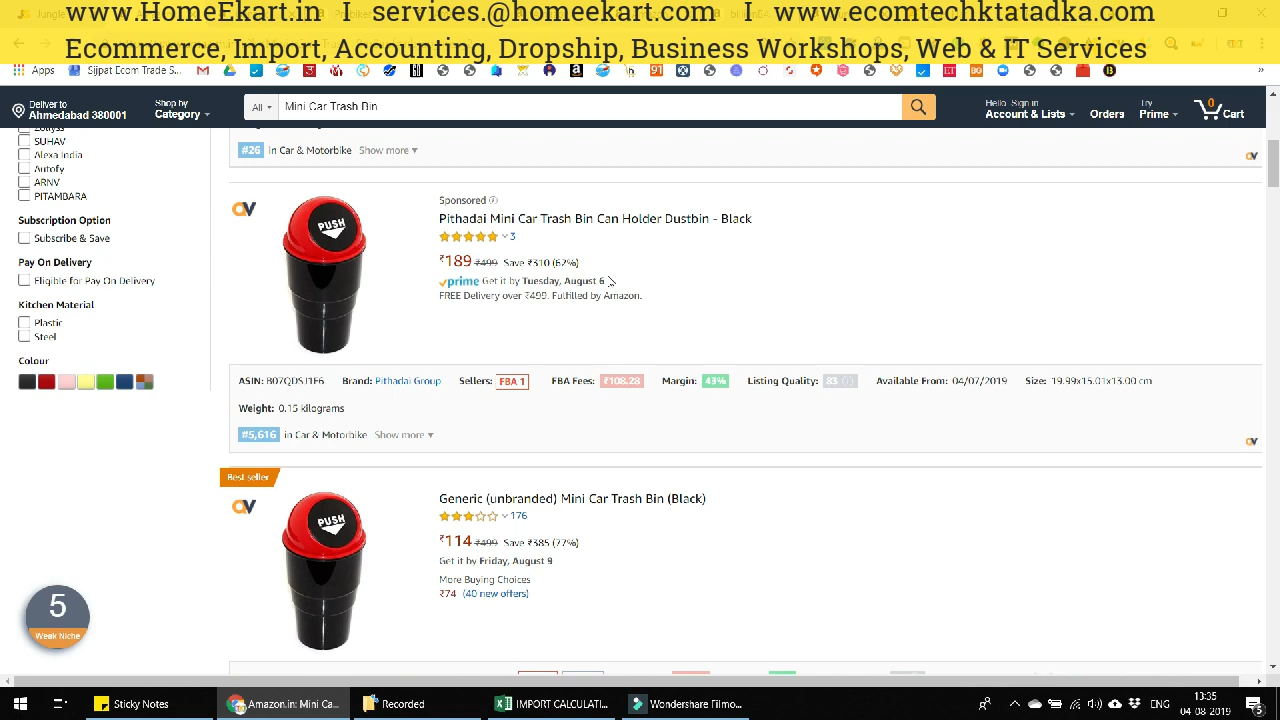 www.HomeEkart.in I services.@homeekart.com I www.ecomtechktatadka.com
Ecommerce, Import, Accounting, Dropship, Business Workshops, Web & IT Services
Apps Sijpat Ecom Trade S...
Deliver to
Ahmedabad 380001
Shop by
Category
All
Mini Car Trash Bin
Hello. Sign in
Account & Lists
Orders
Try
Prime
0
Cart
SUHAV
Alexa India
Autofy
ARNV
PITAMBARA
Subscription Option
Subscribe & Save
Pay On Delivery
Eligible for Pay On Delivery
Kitchen Material
Plastic
Steel
Colour
#26 in Car & Motorbike Show more
Sponsored
PUSH
Pithadai Mini Car Trash Bin Can Holder Dustbin - Black
3
₹189 ₹499 Save ₹310 (62%)
prime Get it by Tuesday, August 6
FREE Delivery over ₹499. Fulfilled by Amazon.
ASIN: B07QDSJ1F6 Brand: Pithadai Group Sellers: FBA 1 FBA Fees: ₹108.28 Margin: 43% Listing Quality: 83 Available From: 04/07/2019 Size: 19.99x15.01x13.00 cm
Weight: 0.15 kilograms
#5,616 in Car & Motorbike Show more
Best seller
PUSH
Generic (unbranded) Mini Car Trash Bin (Black)
176
₹114 ₹499 Save ₹385 (77%)
Get it by Friday, August 9
More Buying Choices
₹74 (40 new offers)
5
Weak Niche
Sticky Notes
Amazon.in: Mini Ca...
Recorded
IMPORT CALCULATI...
Wondershare Filmo...
ENG
13:35
04-08-2019
5